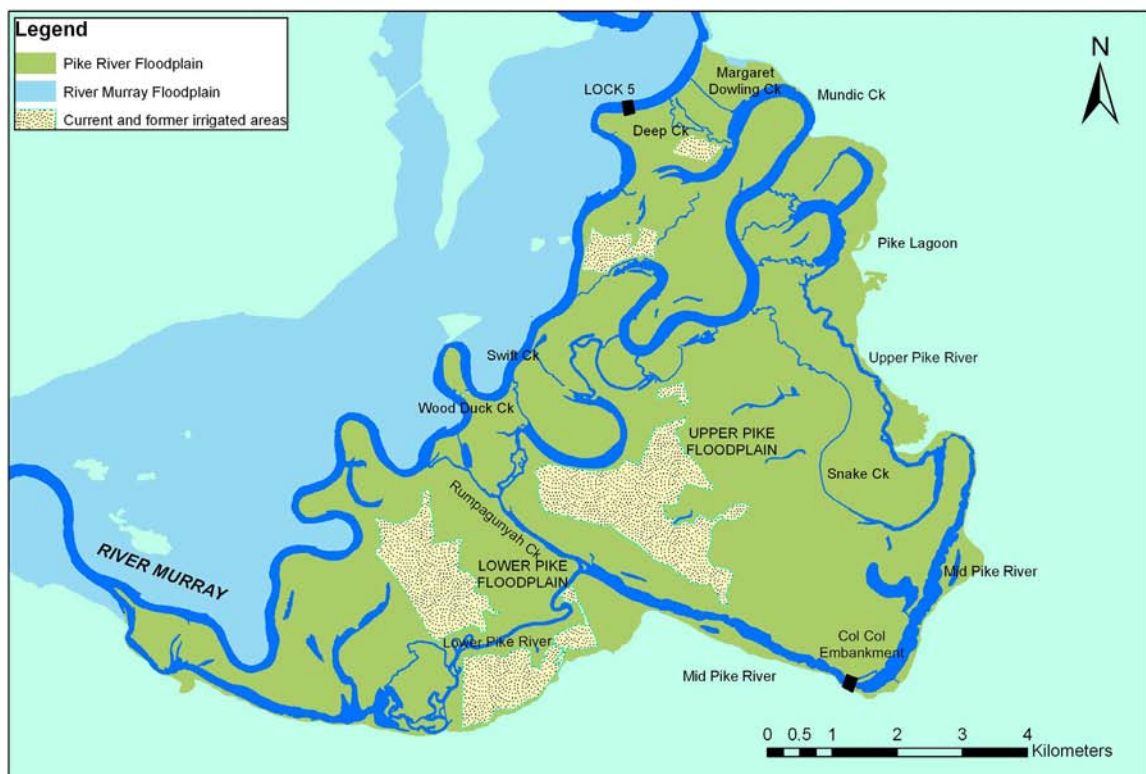 Legend
Pike River Floodplain
River Murray Floodplain
Current and former irrigated areas
N
LOCK 5
Margaret
Dowling Ck
Mundic Ck
Deep Ck
Pike Lagoon
Swift Ck
Upper Pike River
Wood Duck Ck
UPPER PIKE
FLOODPLAIN
Snake Ck
Rumpagunyah Ck
LOWER PIKE
FLOODPLAIN
RIVER MURRAY
Mid Pike River
Lower Pike River
Col Col
Embankment
Mid Pike River
0 0.5 1 2 3 4
Kilometers